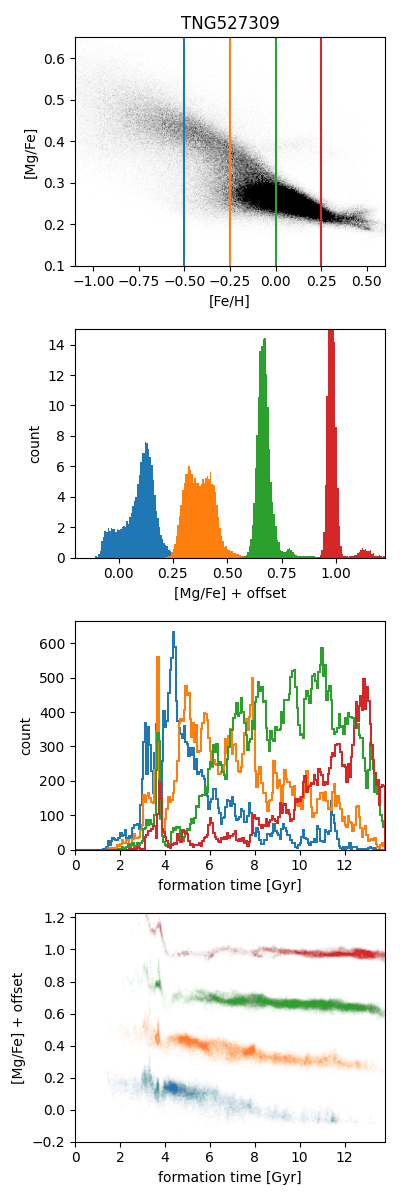 TNG527309
0.6
0.5
0.4
0.3
0.2
0.1
[Mg/Fe]
−1.00 −0.75 −0.50 −0.25 0.00 0.25 0.50
[Fe/H]
14
12
10
8
6
4
2
0
count
0.00 0.25 0.50 0.75 1.00
[Mg/Fe] + offset
600
500
400
300
200
100
0
count
0 2 4 6 8 10 12
formation time [Gyr]
1.2
1.0
0.8
0.6
0.4
0.2
0.0
−0.2
[Mg/Fe] + offset
0 2 4 6 8 10 12
formation time [Gyr]